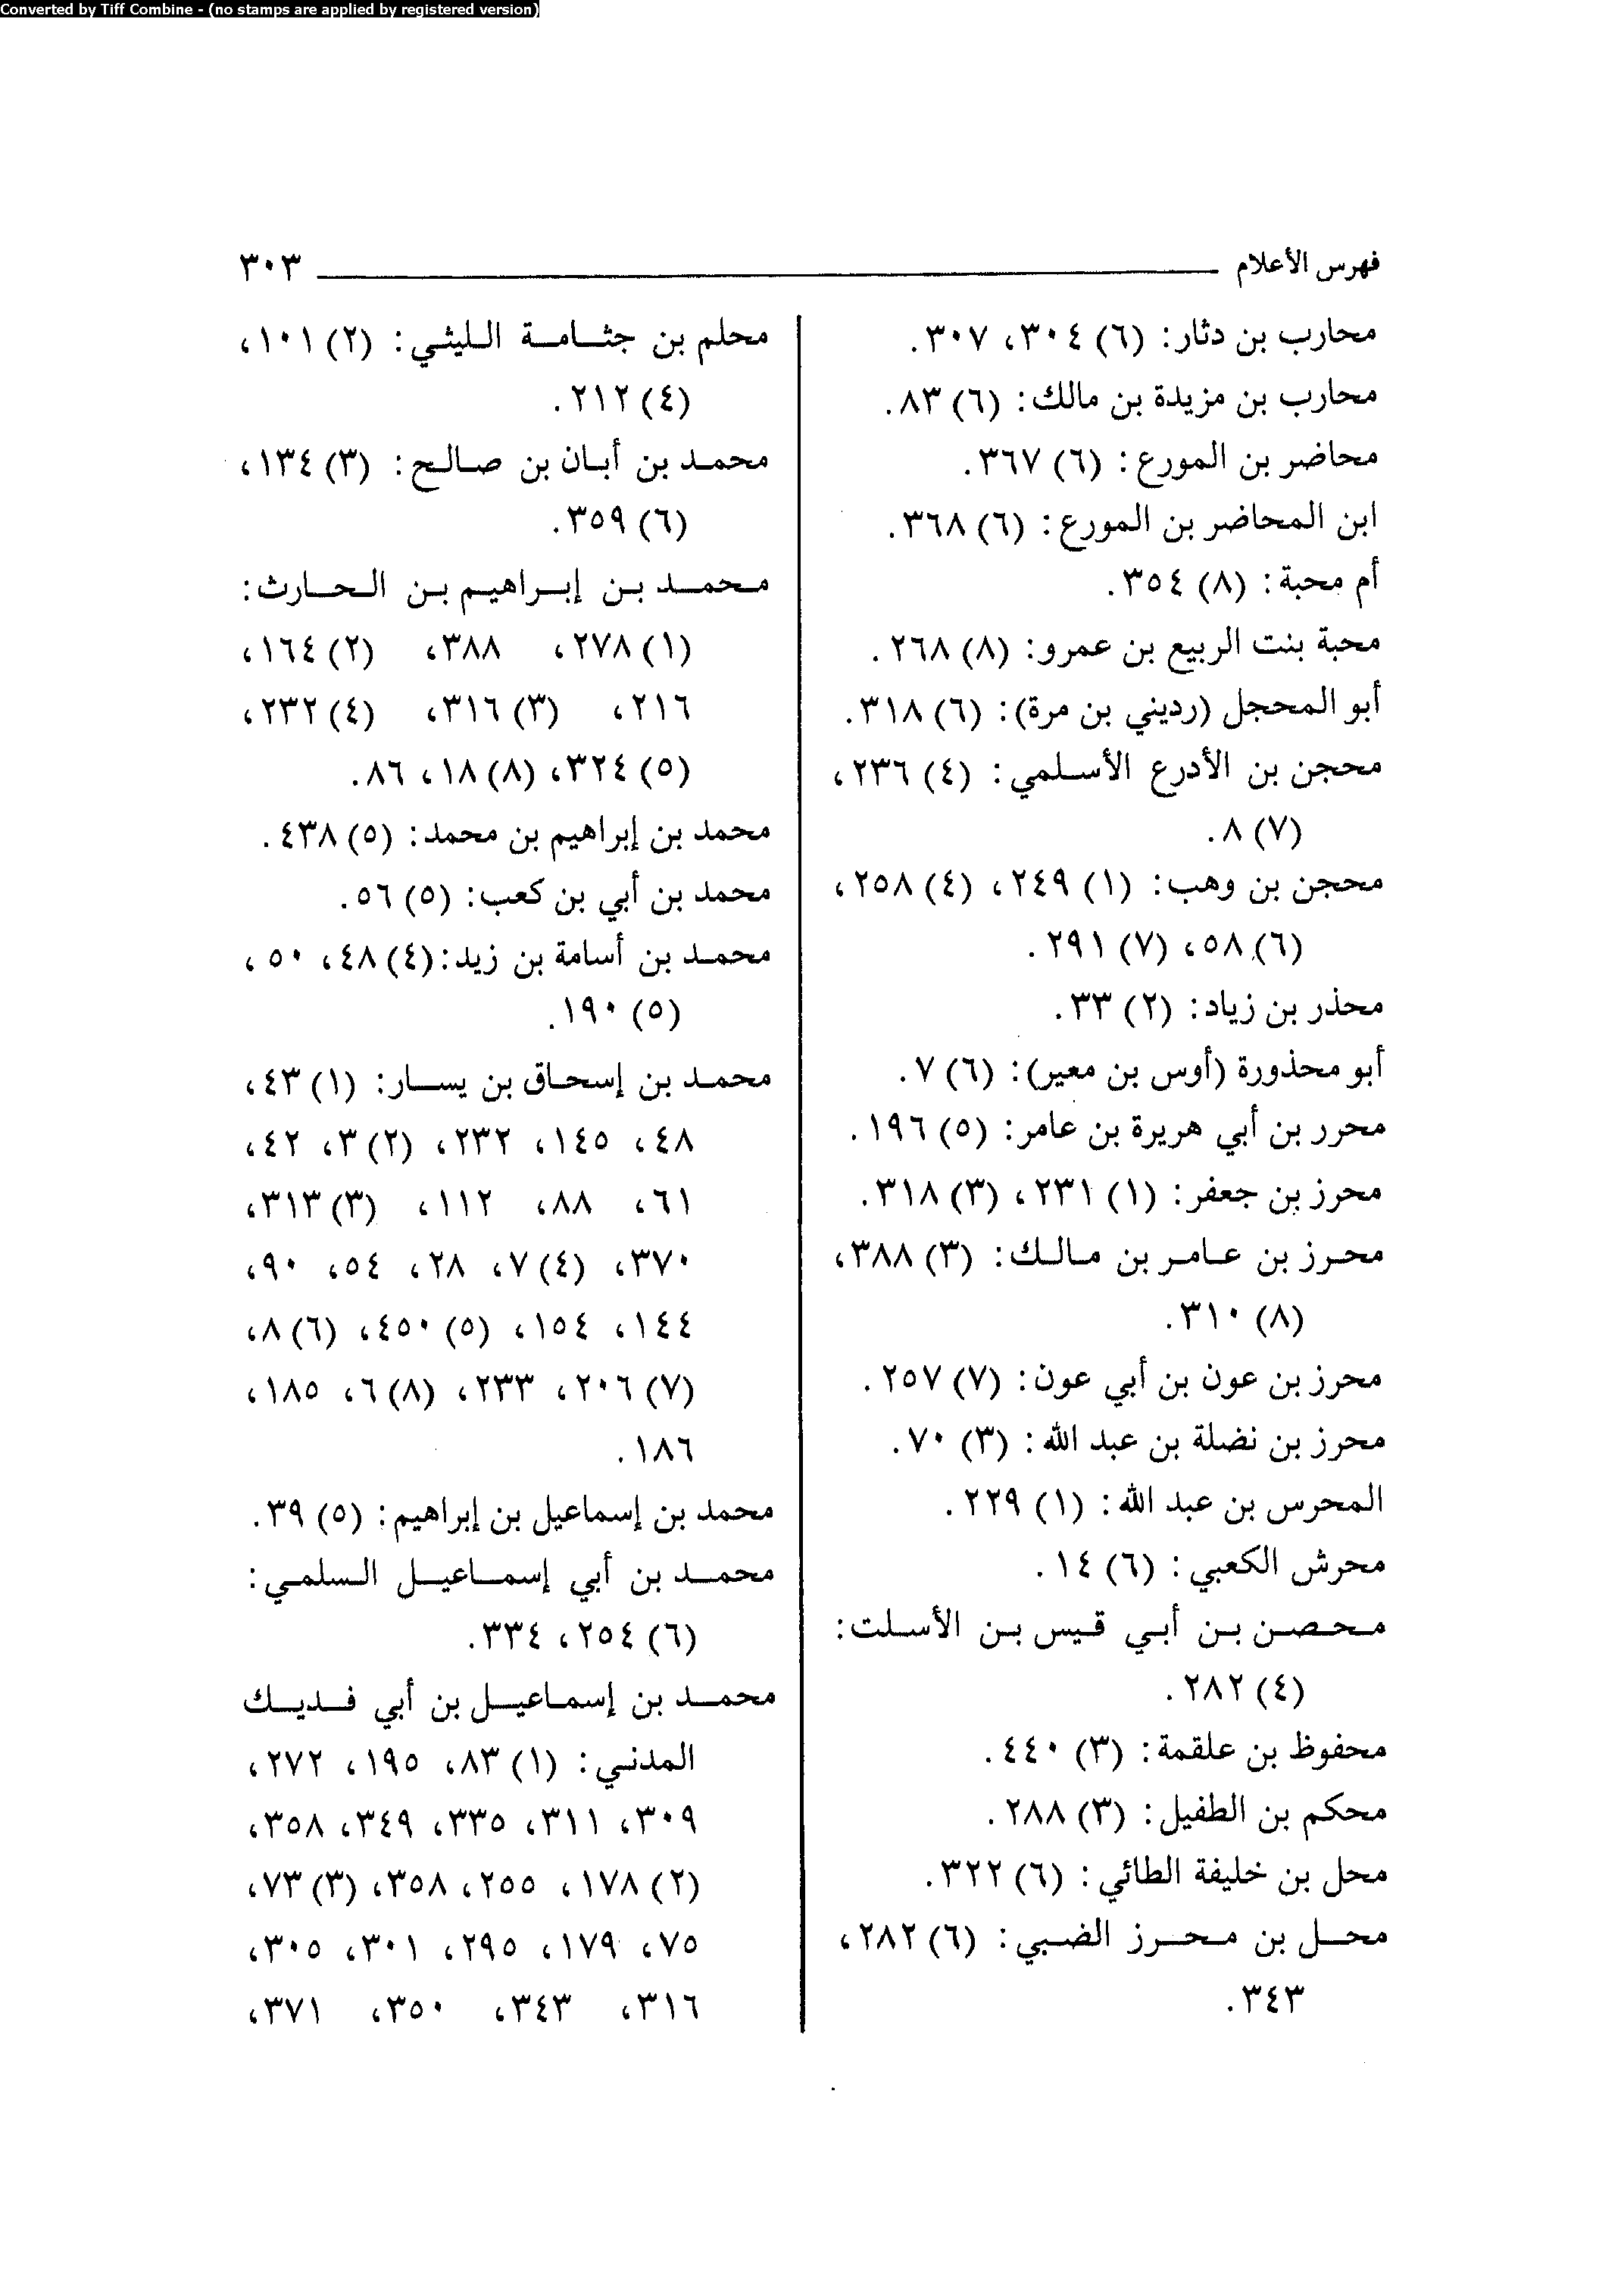 Converted by Tiff Combine - (no stamps are applied by registered version)
فهرس الأعلام ٣٠٣
محارب بن دثار: (٦) ٣٠٤، ٣٠٧.
محارب بن مزيدة بن مالك: (٦) ٨٣.
محاضر بن المورع: (٦) ٣٦٧.
ابن المحاضر بن المورع: (٦) ٣٦٨.
أم محبة: (٨) ٣٥٤.
محبة بنت الربيع بن عمرو: (٨) ٢٦٨.
أبو المحجل (رديني بن مرة): (٦) ٣١٨.
محجن بن الأدرع الأسلمي: (٤) ٢٣٦،
(٧) ٨.
محجن بن وهب: (١) ٢٤٩، (٤) ٢٥٨،
(٦) ٥٨، (٧) ٢٩١.
محذر بن زياد: (٢) ٣٣.
أبو محذورة (أوس بن معير): (٦) ٧.
محرر بن أبي هريرة بن عامر: (٥) ١٩٦.
محرز بن جعفر: (١) ٢٣١، (٣) ٣١٨.
محرز بن عامر بن مالك: (٣) ٣٨٨،
(٨) ٣١٠.
محرز بن عون بن أبي عون: (٧) ٢٥٧.
محرز بن نضلة بن عبد الله: (٣) ٧٠.
المحرس بن عبد الله: (١) ٢٢٩.
محرش الكعبي: (٦) ١٤.
محصن بن أبي قيس بن الأسلت:
(٤) ٢٨٢.
محفوظ بن علقمة: (٣) ٤٤٠.
محكم بن الطفيل: (٣) ٢٨٨.
محل بن خليفة الطائي: (٦) ٣٢٢.
محل بن محرز الضبي: (٦) ٢٨٢،
٣٤٣.
محلم بن جثامة الليثي: (٢) ١٠١،
(٤) ٢١٢.
محمد بن أبان بن صالح: (٣) ١٣٤،
(٦) ٣٥٩.
محمد بن إبراهيم بن الحارث:
(١) ٢٧٨، ٣٨٨، (٢) ١٦٤،
٢١٦، (٣) ٣١٦، (٤) ٢٣٢،
(٥) ٣٢٤، (٨) ١٨، ٨٦.
محمد بن إبراهيم بن محمد: (٥) ٤٣٨.
محمد بن أبي بن كعب: (٥) ٥٦.
محمد بن أسامة بن زيد: (٤) ٤٨، ٥٠،
(٥) ١٩٠.
محمد بن إسحاق بن يسار: (١) ٤٣،
٤٨، ١٤٥، ٢٣٢، (٢) ٣، ٤٢،
٦١، ٨٨، ١١٢، (٣) ٣١٣،
٣٧٠، (٤) ٧، ٢٨، ٥٤، ٩٠،
١٤٤، ١٥٤، (٥) ٤٥٠، (٦) ٨،
(٧) ٢٠٦، ٢٣٣، (٨) ٦، ١٨٥،
١٨٦.
محمد بن إسماعيل بن إبراهيم: (٥) ٣٩.
محمد بن أبي إسماعيل السلمي:
(٦) ٢٥٤، ٣٣٤.
محمد بن إسماعيل بن أبي فديك
المدني: (١) ٨٣، ١٩٥، ٢٧٢،
٣٠٩، ٣١١، ٣٣٥، ٣٤٩، ٣٥٨،
(٢) ١٧٨، ٢٥٥، ٣٥٨، (٣) ٧٣،
٧٥، ١٧٩، ٢٩٥، ٣٠١، ٣٠٥،
٣١٦، ٣٤٣، ٣٥٠، ٣٧١،